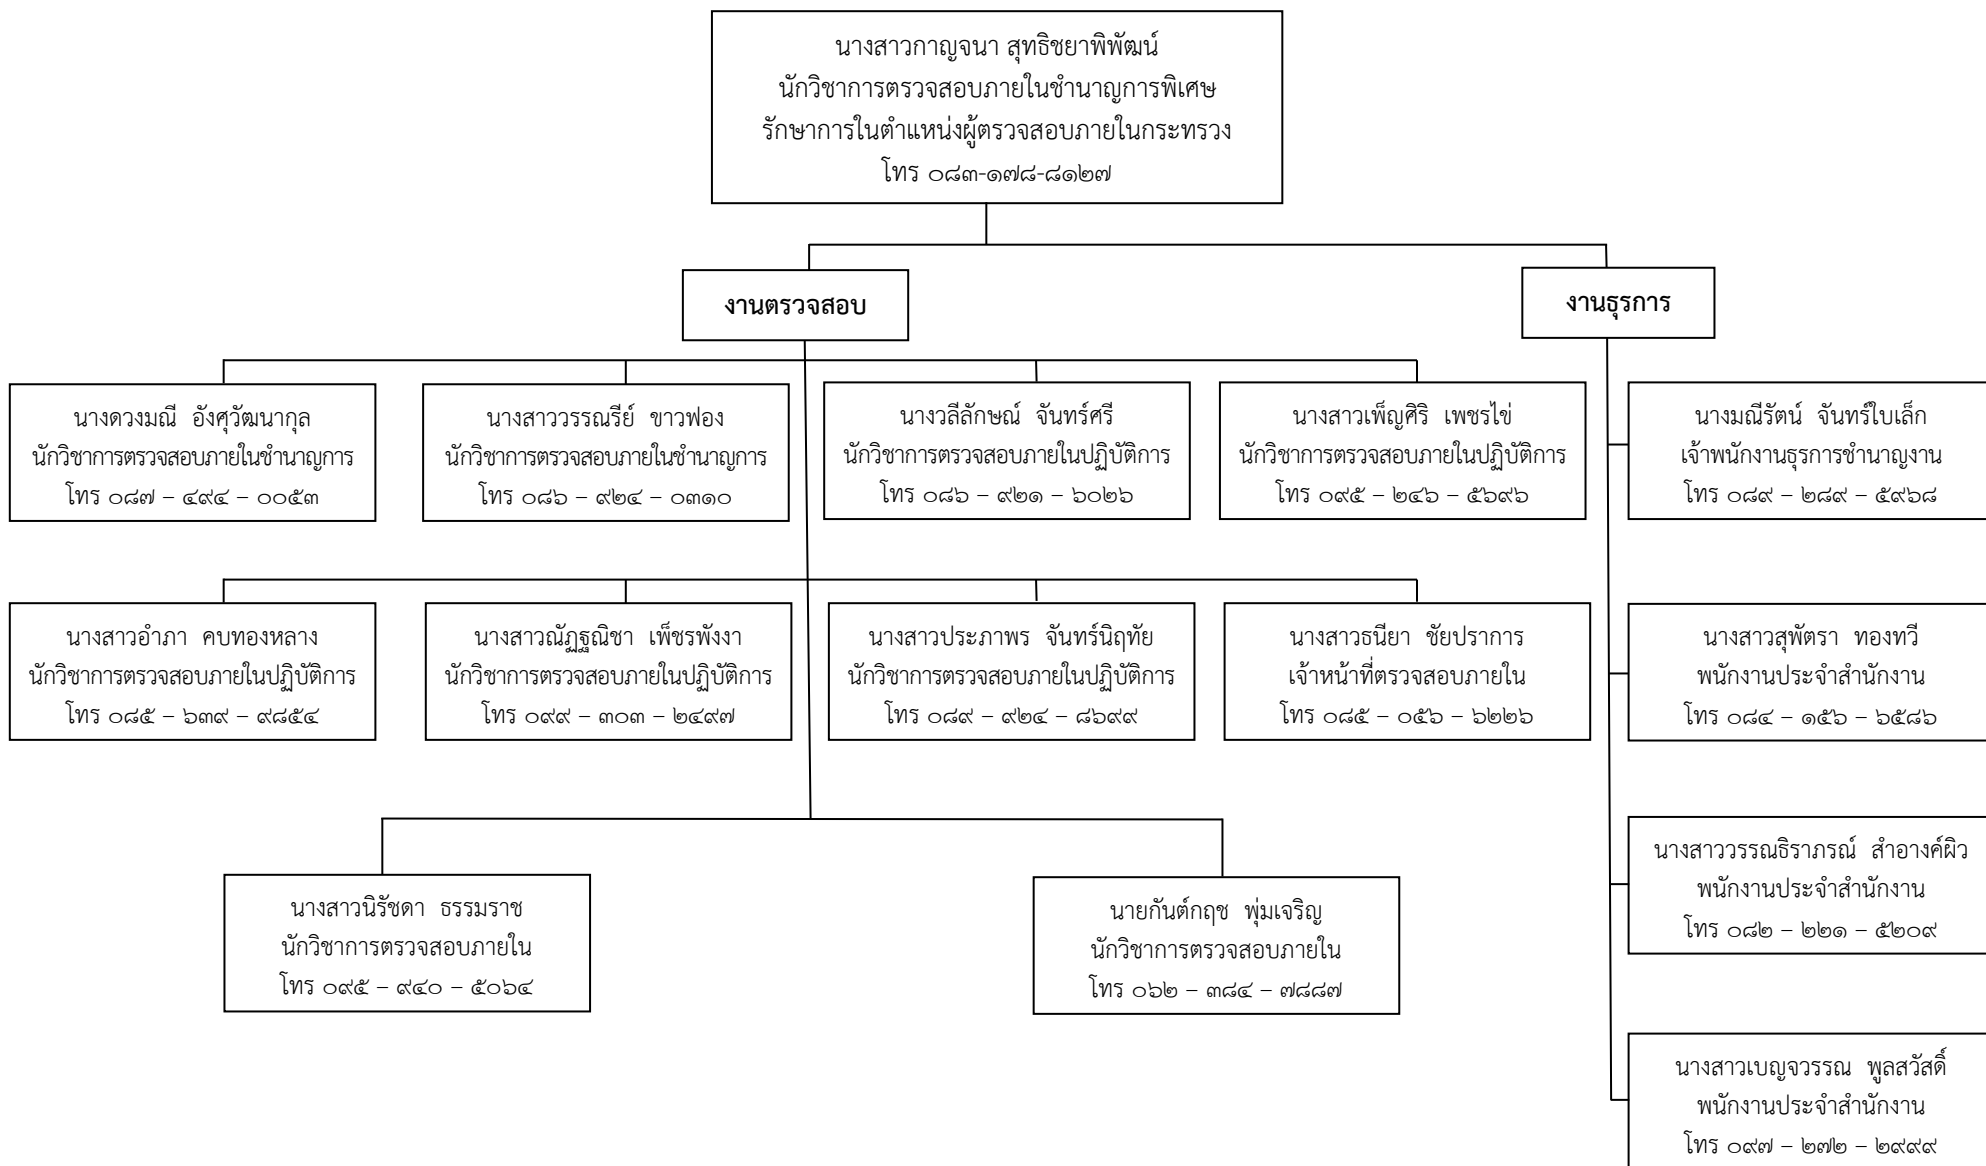 นางสาวกาญจนา สุทธิชยาพิพัฒน์
นักวิชาการตรวจสอบภายในชำนาญการพิเศษ
รักษาการในตำแหน่งผู้ตรวจสอบภายในกระทรวง
โทร ๐๘๓-๑๗๘-๘๑๒๗
งานตรวจสอบ
งานธุรการ
นางดวงมณี อังศุวัฒนากุล
นักวิชาการตรวจสอบภายในชำนาญการ
โทร ๐๘๗ – ๔๙๔ – ๐๐๕๓
นางสาววรรณรีย์ ขาวฟอง
นักวิชาการตรวจสอบภายในชำนาญการ
โทร ๐๘๖ – ๙๒๔ – ๐๓๑๐
นางวลีลักษณ์ จันทร์ศรี
นักวิชาการตรวจสอบภายในปฏิบัติการ
โทร ๐๘๖ – ๙๒๑ – ๖๐๒๖
นางสาวเพ็ญศิริ เพชรไข่
นักวิชาการตรวจสอบภายในปฏิบัติการ
โทร ๐๙๕ – ๒๔๖ – ๕๖๙๖
นางมณีรัตน์ จันทร์ใบเล็ก
เจ้าพนักงานธุรการชำนาญงาน
โทร ๐๘๙ – ๒๘๙ – ๕๙๖๘
นางสาวอำภา คบทองหลาง
นักวิชาการตรวจสอบภายในปฏิบัติการ
โทร ๐๘๕ – ๖๓๙ – ๙๘๕๔
นางสาวณัฏฐณิชา เพ็ชรพังงา
นักวิชาการตรวจสอบภายในปฏิบัติการ
โทร ๐๙๙ – ๓๐๓ – ๒๔๙๗
นางสาวประภาพร จันทร์นิฤทัย
นักวิชาการตรวจสอบภายในปฏิบัติการ
โทร ๐๘๙ – ๙๒๔ – ๘๖๙๙
นางสาวธนียา ชัยปราการ
เจ้าหน้าที่ตรวจสอบภายใน
โทร ๐๘๕ – ๐๕๖ – ๖๒๒๖
นางสาวสุพัตรา ทองทวี
พนักงานประจำสำนักงาน
โทร ๐๘๔ – ๑๕๖ – ๖๕๘๖
นางสาววรรณธิราภรณ์ สำอางค์ผิว
พนักงานประจำสำนักงาน
โทร ๐๘๒ – ๒๒๑ – ๕๒๐๙
นางสาวนิรัชดา ธรรมราช
นักวิชาการตรวจสอบภายใน
โทร ๐๙๕ – ๙๔๐ – ๕๐๖๔
นายกันต์กฤช พุ่มเจริญ
นักวิชาการตรวจสอบภายใน
โทร ๐๖๒ – ๓๘๔ – ๗๘๘๗
นางสาวเบญจวรรณ พูลสวัสดิ์
พนักงานประจำสำนักงาน
โทร ๐๙๗ – ๒๗๒ – ๒๙๙๙